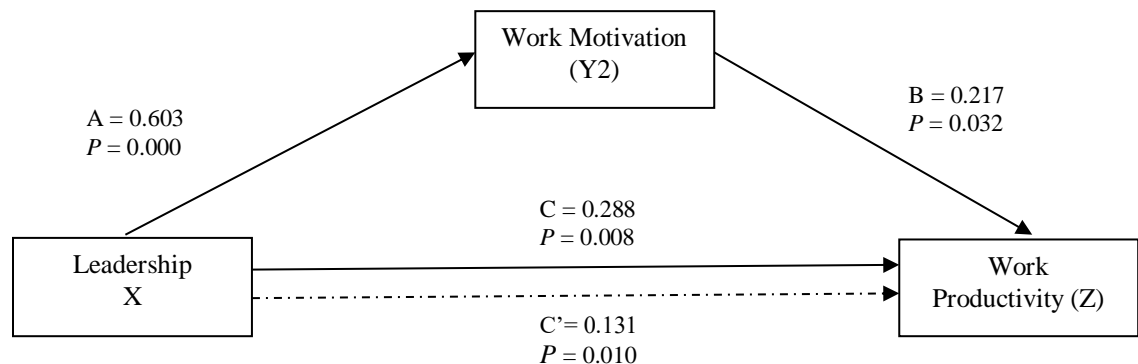 Work Motivation
(Y2)
A = 0.603
P = 0.000
B = 0.217
P = 0.032
C = 0.288
P = 0.008
Leadership
X
Work
Productivity (Z)
C’= 0.131
P = 0.010